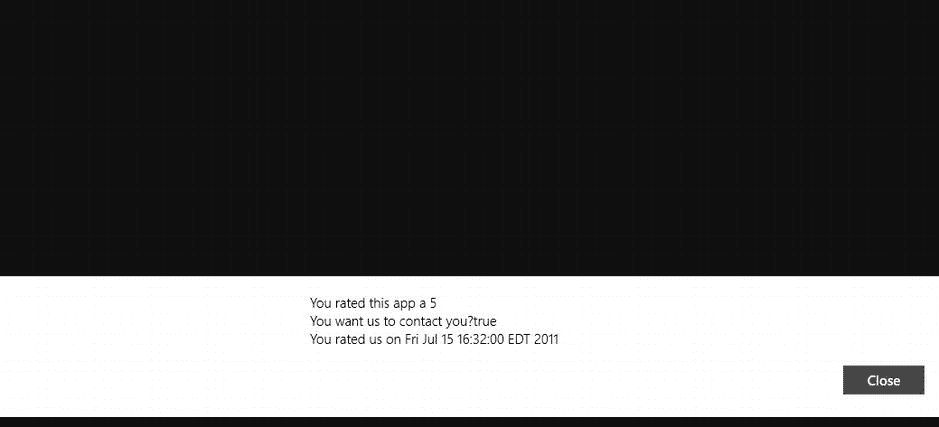 You rated this app a 5
You want us to contact you?true
You rated us on Fri Jul 15 16:32:00 EDT 2011
Close